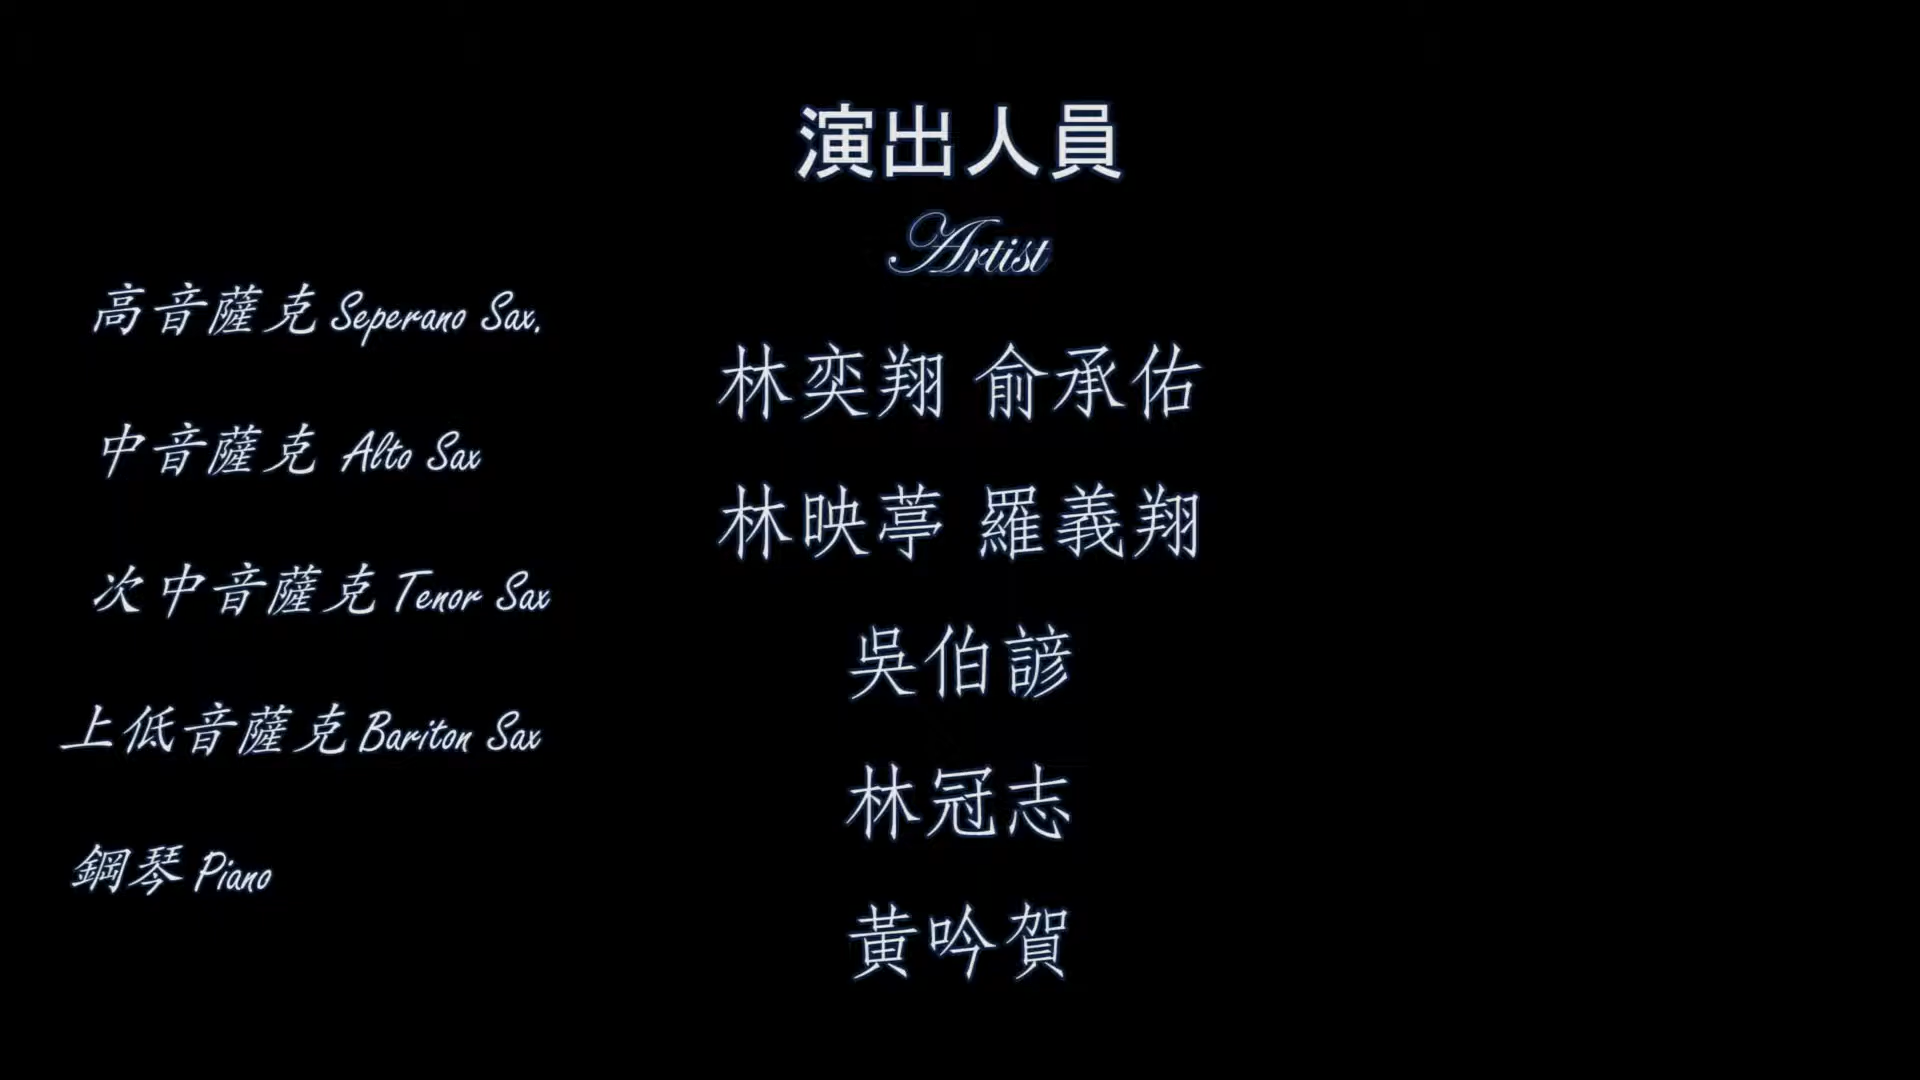 演出人員
Artist
高音薩克 Seperano Sax.
林奕翔 俞承佑
中音薩克 Alto Sax
林映葶 羅義翔
次中音薩克 Tenor Sax
吳伯諺
上低音薩克 Bariton Sax
林冠志
鋼琴 Piano
黃吟賀